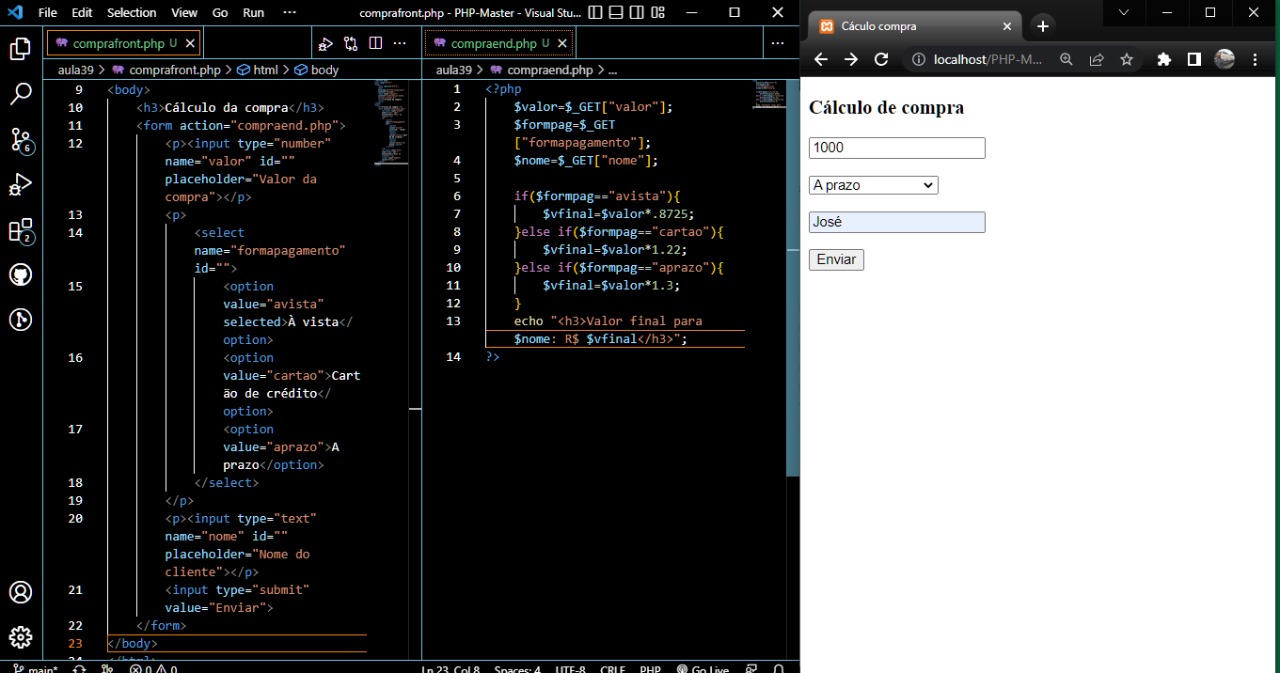 File Edit Selection View Go Run ··· comprafront.php - PHP-Master - Visual Stu...
comprafront.php U
compraend.php U
aula39 > comprafront.php > html > body
aula39 > compraend.php > ...
9 <body>
10 <h3>Cálculo da compra</h3>
11 <form action="compraend.php">
12 <p><input type="number"
name="valor" id=""
placeholder="Valor da
compra"></p>
13 <p>
14 <select
name="formapagamento"
id="">
15 <option
value="avista"
selected>À vista</
option>
16 <option
value="cartao">Cart
ão de crédito</
option>
17 <option
value="aprazo">A
prazo</option>
18 </select>
19 </p>
20 <p><input type="text"
name="nome" id=""
placeholder="Nome do
cliente"></p>
21 <input type="submit"
value="Enviar">
22 </form>
23 </body>
24 </html>
1 <?php
2 $valor=$_GET["valor"];
3 $formpag=$_GET
["formapagamento"];
4 $nome=$_GET["nome"];
5
6 if($formpag=="avista"){
7 $vfinal=$valor*.8725;
8 }else if($formpag=="cartao"){
9 $vfinal=$valor*1.22;
10 }else if($formpag=="aprazo"){
11 $vfinal=$valor*1.3;
12 }
13 echo "<h3>Valor final para
$nome: R$ $vfinal</h3>";
14 ?>
6
2
main* 0 0 Ln 23, Col 8 Spaces: 4 UTF-8 CRLF PHP Go Live
Cáculo compra
localhost/PHP-M...
Cálculo de compra
1000
A prazo
José
Enviar